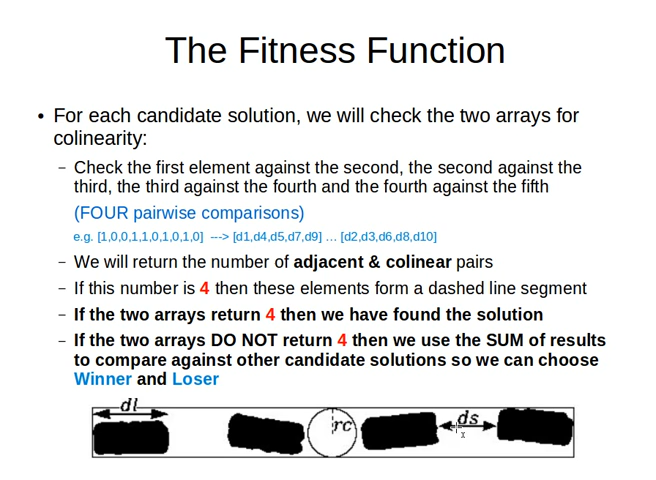 The Fitness Function
• For each candidate solution, we will check the two arrays for
colinearity:
– Check the first element against the second, the second against the
third, the third against the fourth and the fourth against the fifth
(FOUR pairwise comparisons)
e.g. [1,0,0,1,1,0,1,0,1,0] ---> [d1,d4,d5,d7,d9] … [d2,d3,d6,d8,d10]
– We will return the number of adjacent & colinear pairs
– If this number is 4 then these elements form a dashed line segment
– If the two arrays return 4 then we have found the solution
– If the two arrays DO NOT return 4 then we use the SUM of results
to compare against other candidate solutions so we can choose
Winner and Loser
dl
rc
ds